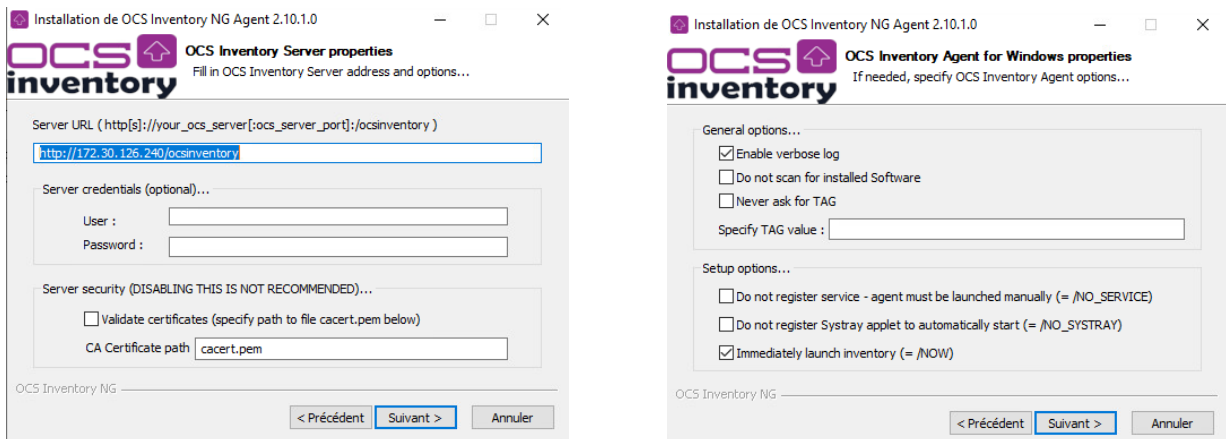 Installation de OCS Inventory NG Agent 2.10.1.0
OCS inventory
OCS Inventory Server properties
Fill in OCS Inventory Server address and options...
Server URL ( http[s]://your_ocs_server[:ocs_server_port]:/ocsinventory )
http://172.30.126.240/ocsinventory
Server credentials (optional)...
User :
Password :
Server security (DISABLING THIS IS NOT RECOMMENDED)...
Validate certificates (specify path to file cacert.pem below)
CA Certificate path cacert.pem
OCS Inventory NG
< Précédent Suivant > Annuler
Installation de OCS Inventory NG Agent 2.10.1.0
OCS inventory
OCS Inventory Agent for Windows properties
If needed, specify OCS Inventory Agent options...
General options...
Enable verbose log
Do not scan for installed Software
Never ask for TAG
Specify TAG value :
Setup options...
Do not register service - agent must be launched manually (= /NO_SERVICE)
Do not register Systray applet to automatically start (= /NO_SYSTRAY)
Immediately launch inventory (= /NOW)
OCS Inventory NG
< Précédent Suivant > Annuler